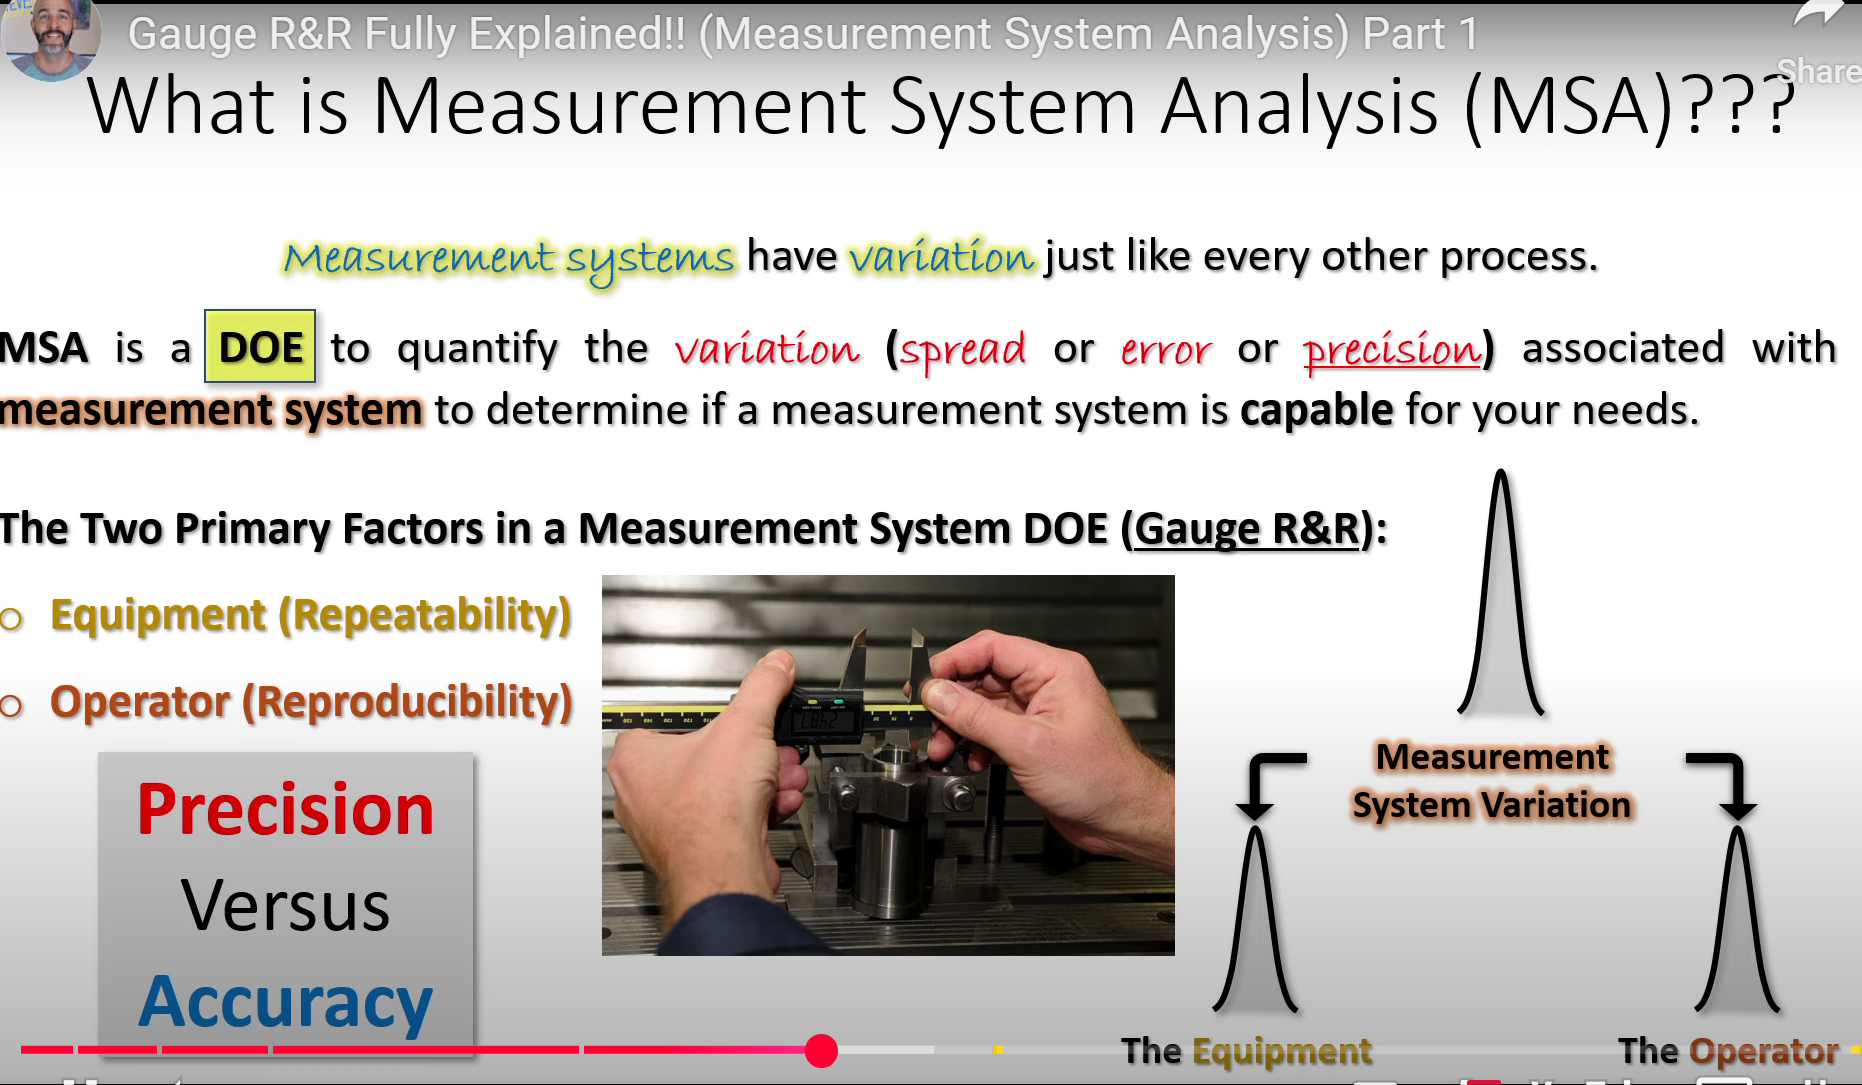 Gauge R&R Fully Explained!! (Measurement System Analysis) Part 1
Share
What is Measurement System Analysis (MSA)???
Measurement systems have variation just like every other process.
MSA is a DOE to quantify the variation (spread or error or precision) associated with
measurement system to determine if a measurement system is capable for your needs.
The Two Primary Factors in a Measurement System DOE (Gauge R&R):
o Equipment (Repeatability)
o Operator (Reproducibility)
Precision
Versus
Accuracy
Measurement
System Variation
The Equipment
The Operator